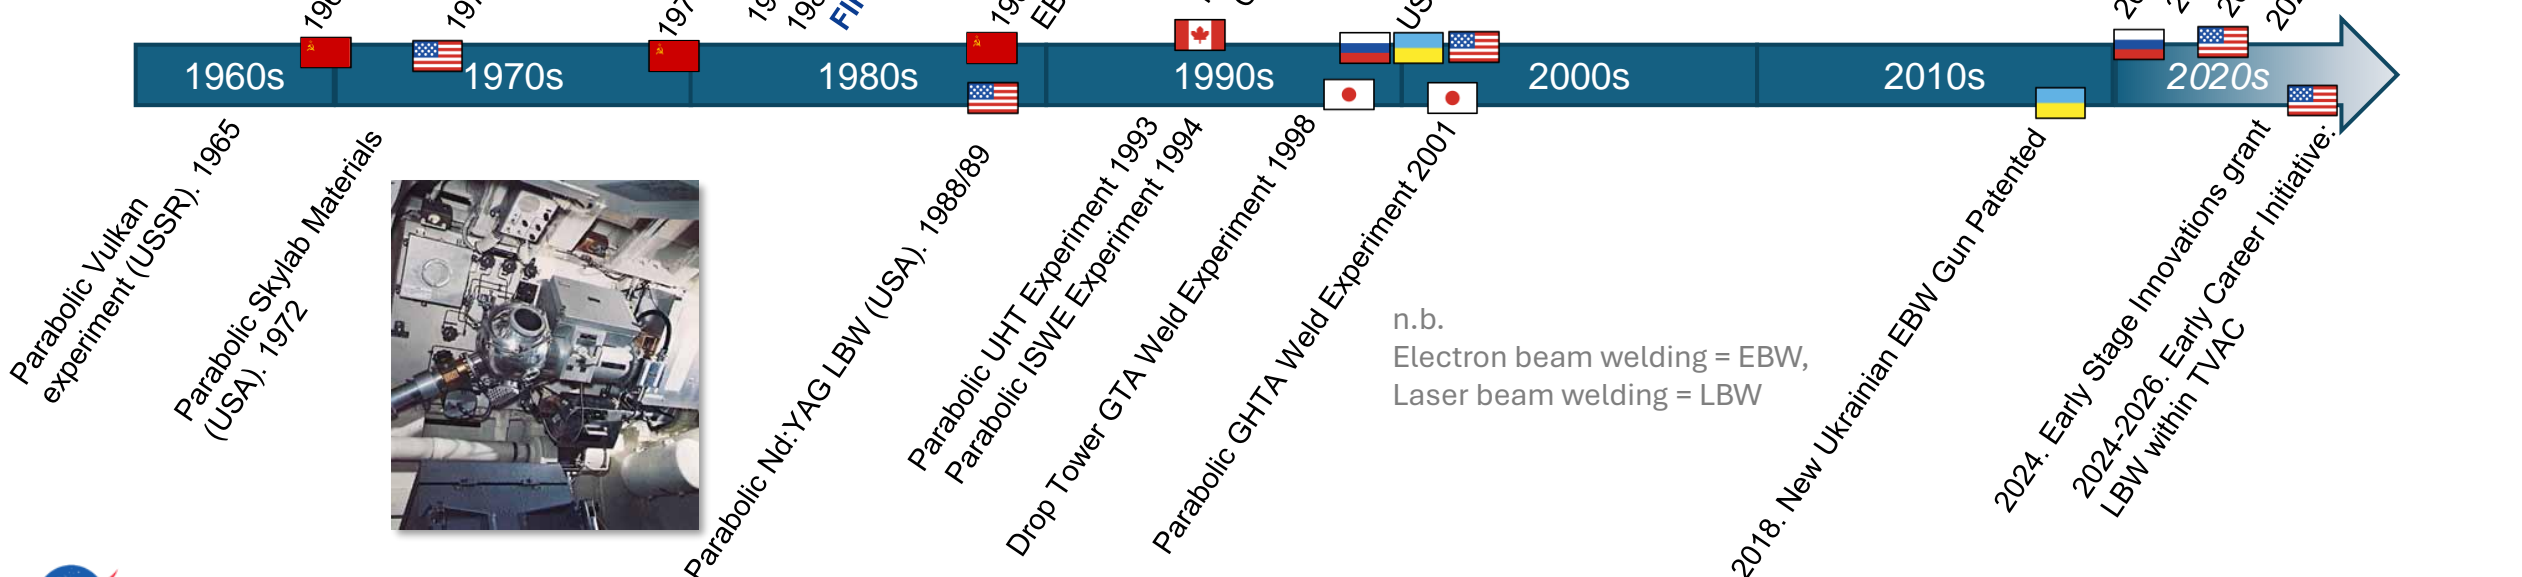 1960s
1970s
1980s
1990s
2000s
2010s
2020s
Parabolic Vulkan
experiment (USSR). 1965
Parabolic Skylab Materials
(USA). 1972
Parabolic Nd:YAG LBW (USA). 1988/89
Parabolic UHT Experiment 1993
Parabolic ISWE Experiment 1994
Drop Tower GTA Weld Experiment 1998
Parabolic GHTA Weld Experiment 2001
n.b.
Electron beam welding = EBW,
Laser beam welding = LBW
2018. New Ukrainian EBW Gun Patented
2024. Early Stage Innovations grant
2024-2026. Early Career Initiative:
LBW within TVAC